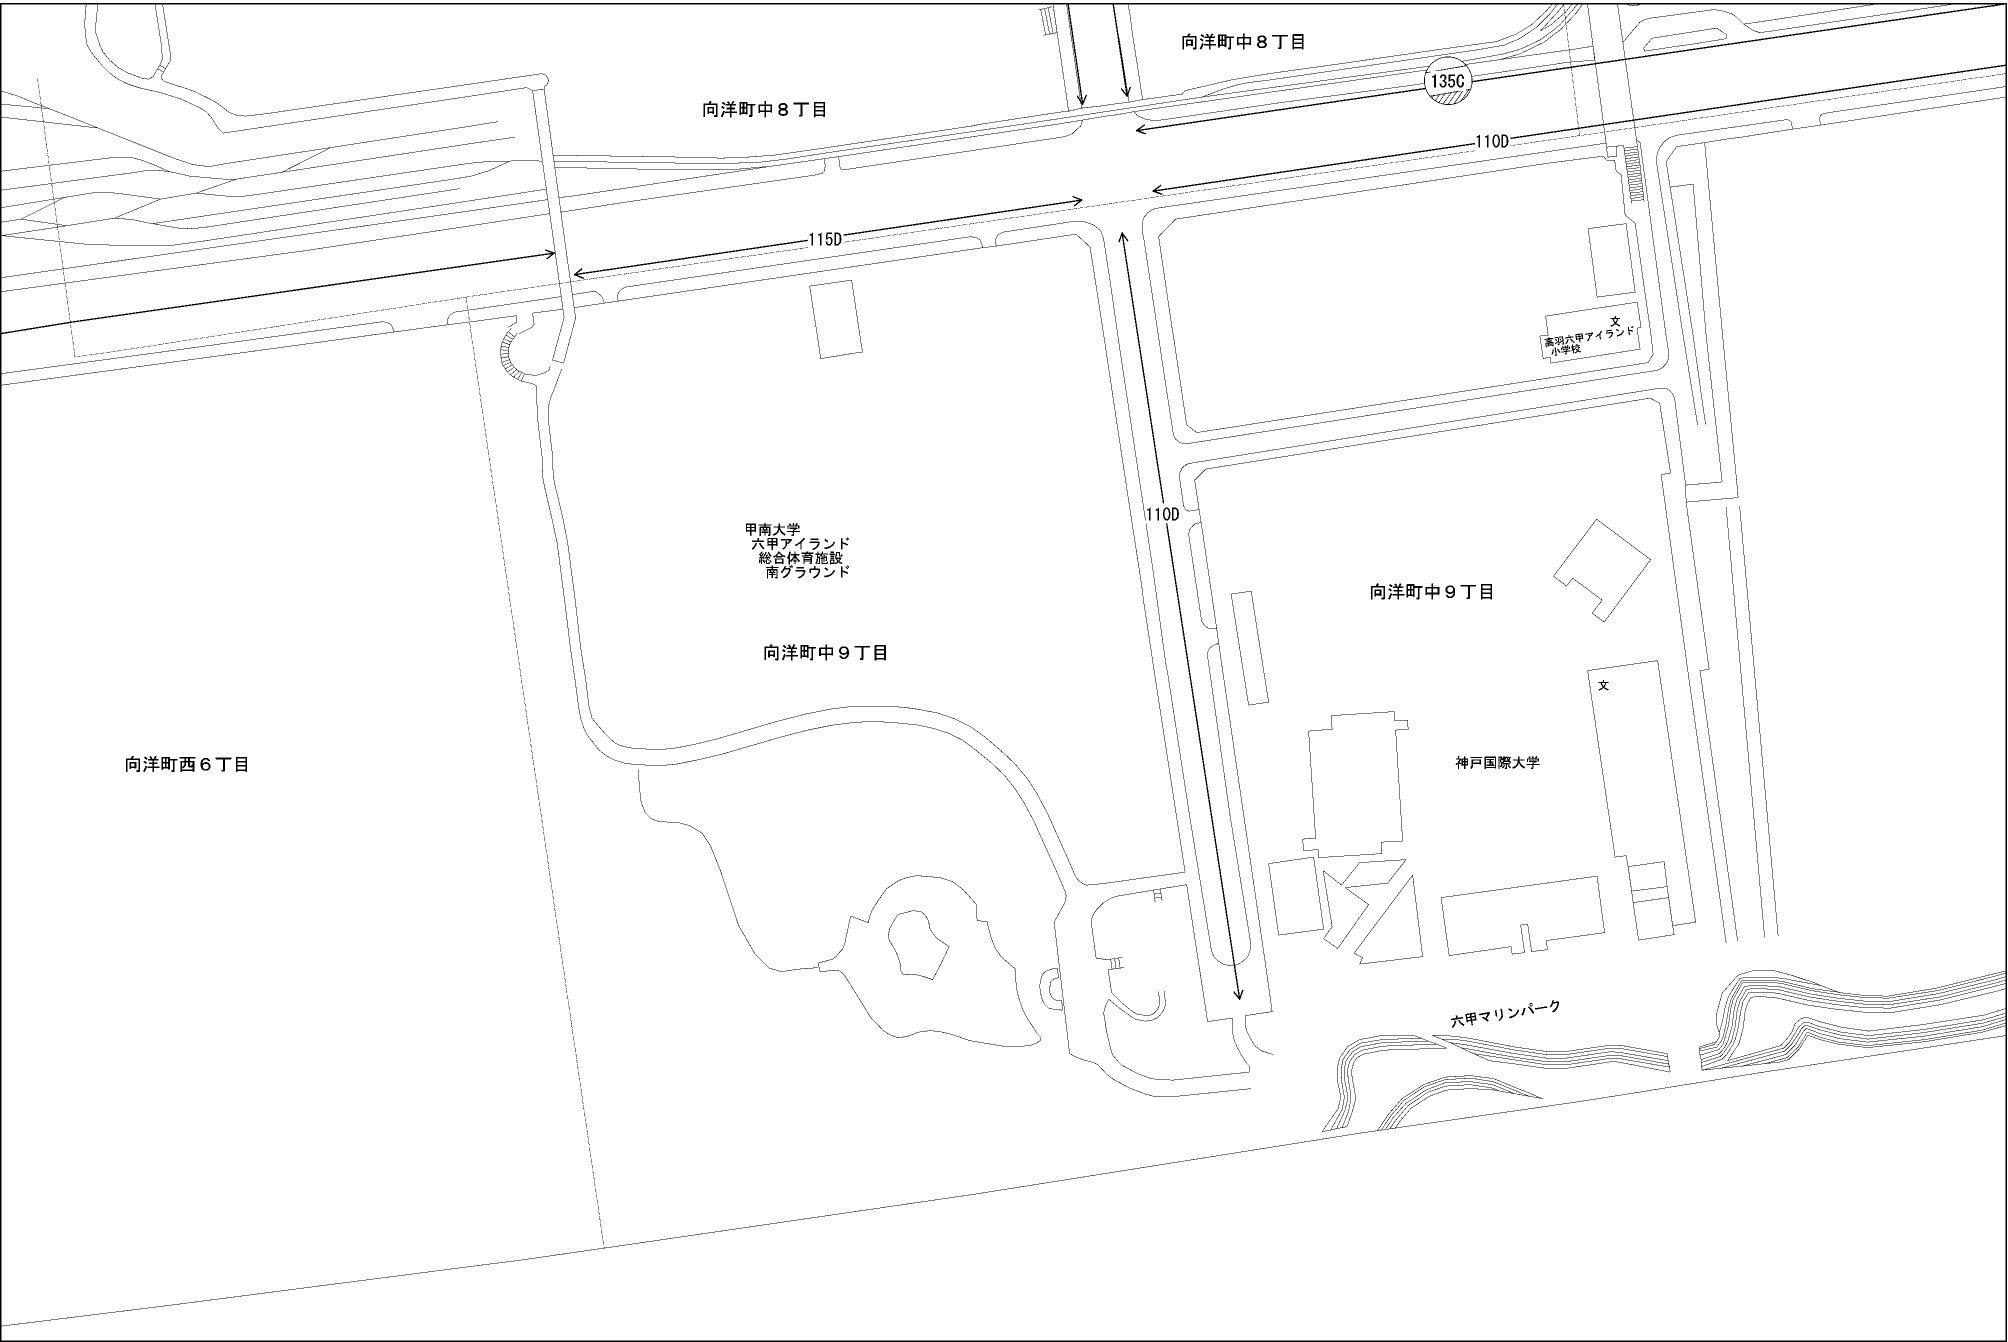 向洋町中８丁目
135C
向洋町中８丁目
110D
115D
文
高羽六甲アイランド
小学校
110D
甲南大学
六甲アイランド
総合体育施設
南グラウンド
向洋町中９丁目
向洋町中９丁目
文
向洋町西６丁目
神戸国際大学
六甲マリンパーク